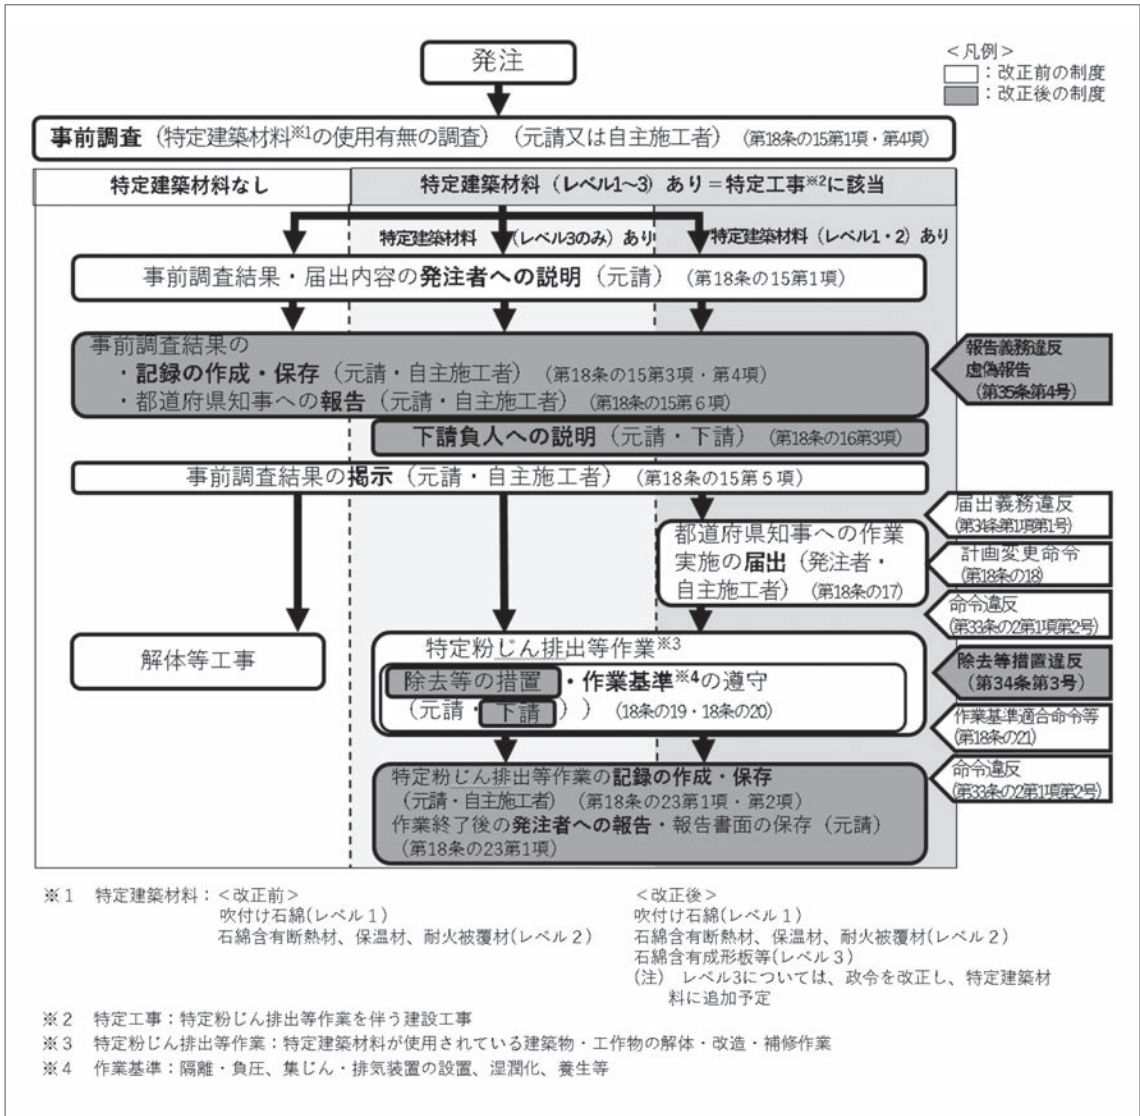 発注
＜凡例＞
：改正前の制度
：改正後の制度
事前調査（特定建築材料※1の使用有無の調査）（元請又は自主施工者）（第18条の15第1項・第4項）
特定建築材料なし
特定建築材料（レベル1～3）あり＝特定工事※2に該当
特定建築材料（レベル3のみ）あり
特定建築材料（レベル1・2）あり
事前調査結果・届出内容の発注者への説明（元請）（第18条の15第1項）
事前調査結果の
・記録の作成・保存（元請・自主施工者）（第18条の15第3項・第4項）
・都道府県知事への報告（元請・自主施工者）（第18条の15第６項）
報告義務違反
虚偽報告
（第35条第4号）
下請負人への説明（元請・下請）（第18条の16第3項）
事前調査結果の掲示（元請・自主施工者）（第18条の15第５項）
都道府県知事への作業
実施の届出（発注者・
自主施工者）（第18条の17）
届出義務違反
（第34条第1項第1号）
計画変更命令
（第18条の18）
命令違反
（第33条の2第1項第2号）
解体等工事
特定粉じん排出等作業※3
除去等の措置・作業基準※4の遵守
（元請・下請））（18条の19・18条の20）
除去等措置違反
（第34条第3号）
作業基準適合命令等
（第18条の21）
命令違反
（第33条の2第1項第2号）
特定粉じん排出等作業の記録の作成・保存
（元請・自主施工者）（第18条の23第1項・第2項）
作業終了後の発注者への報告・報告書面の保存（元請）
（第18条の23第1項）
※１　特定建築材料：＜改正前＞
吹付け石綿(レベル１)
石綿含有断熱材、保温材、耐火被覆材(レベル２)
＜改正後＞
吹付け石綿(レベル１)
石綿含有断熱材、保温材、耐火被覆材(レベル２)
石綿含有成形板等(レベル３)
(注)　レベル3については、政令を改正し、特定建築材
料に追加予定
※２　特定工事：特定粉じん排出等作業を伴う建設工事
※３　特定粉じん排出等作業：特定建築材料が使用されている建築物・工作物の解体・改造・補修作業
※４　作業基準：隔離・負圧、集じん・排気装置の設置、湿潤化、養生等